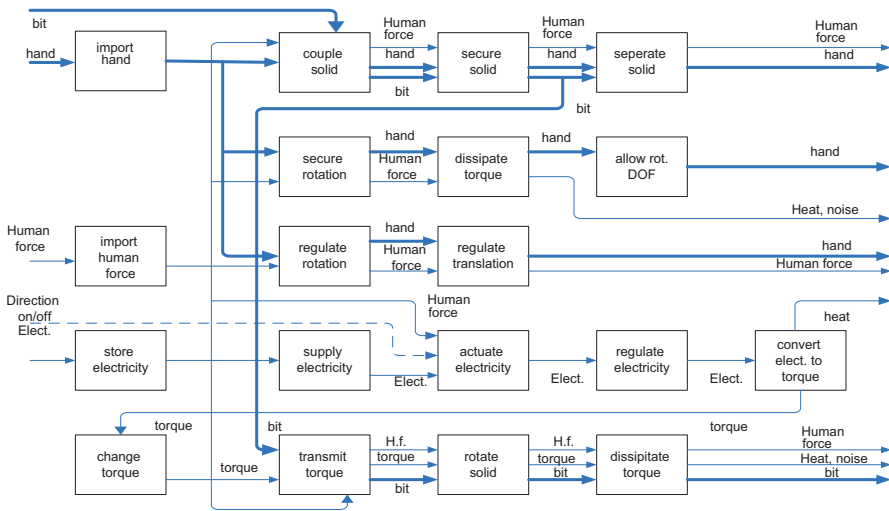 bit
hand
import
hand
couple
solid
Human
force
hand
bit
secure
solid
Human
force
hand
bit
seperate
solid
Human
force
hand
secure
rotation
hand
Human
force
dissipate
torque
hand
allow rot.
DOF
hand
Heat, noise
Human
force
import
human
force
regulate
rotation
hand
Human
force
regulate
translation
hand
Human force
Direction
on/off
Elect.
Human
force
heat
store
electricity
supply
electricity
Elect.
actuate
electricity
Elect.
regulate
electricity
Elect.
convert
elect. to
torque
torque
bit
torque
change
torque
torque
transmit
torque
H.f.
torque
bit
rotate
solid
H.f.
torque
bit
dissipitate
torque
Human
force
Heat, noise
bit